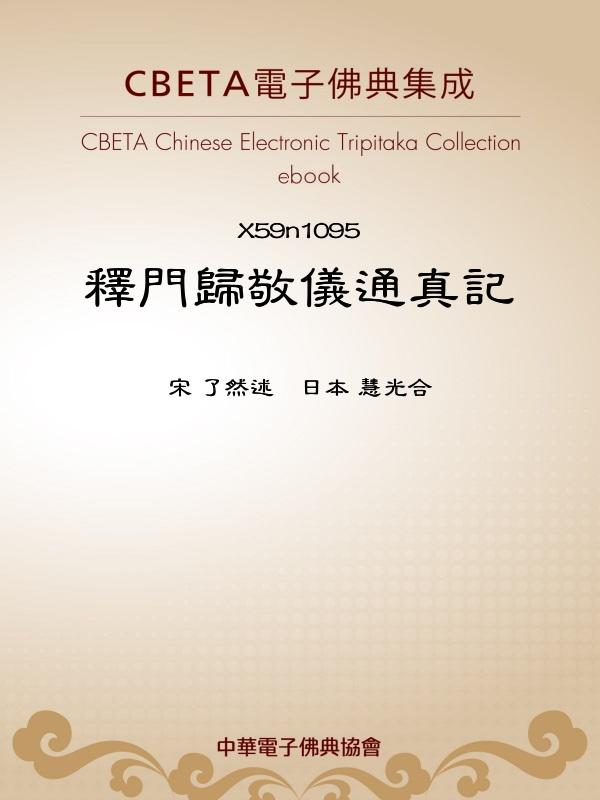 CBETA電子佛典集成
CBETA Chinese Electronic Tripitaka Collection
ebook
X59n1095
釋門歸敬儀通真記
宋 了然述　日本 慧光合
中華電子佛典協會